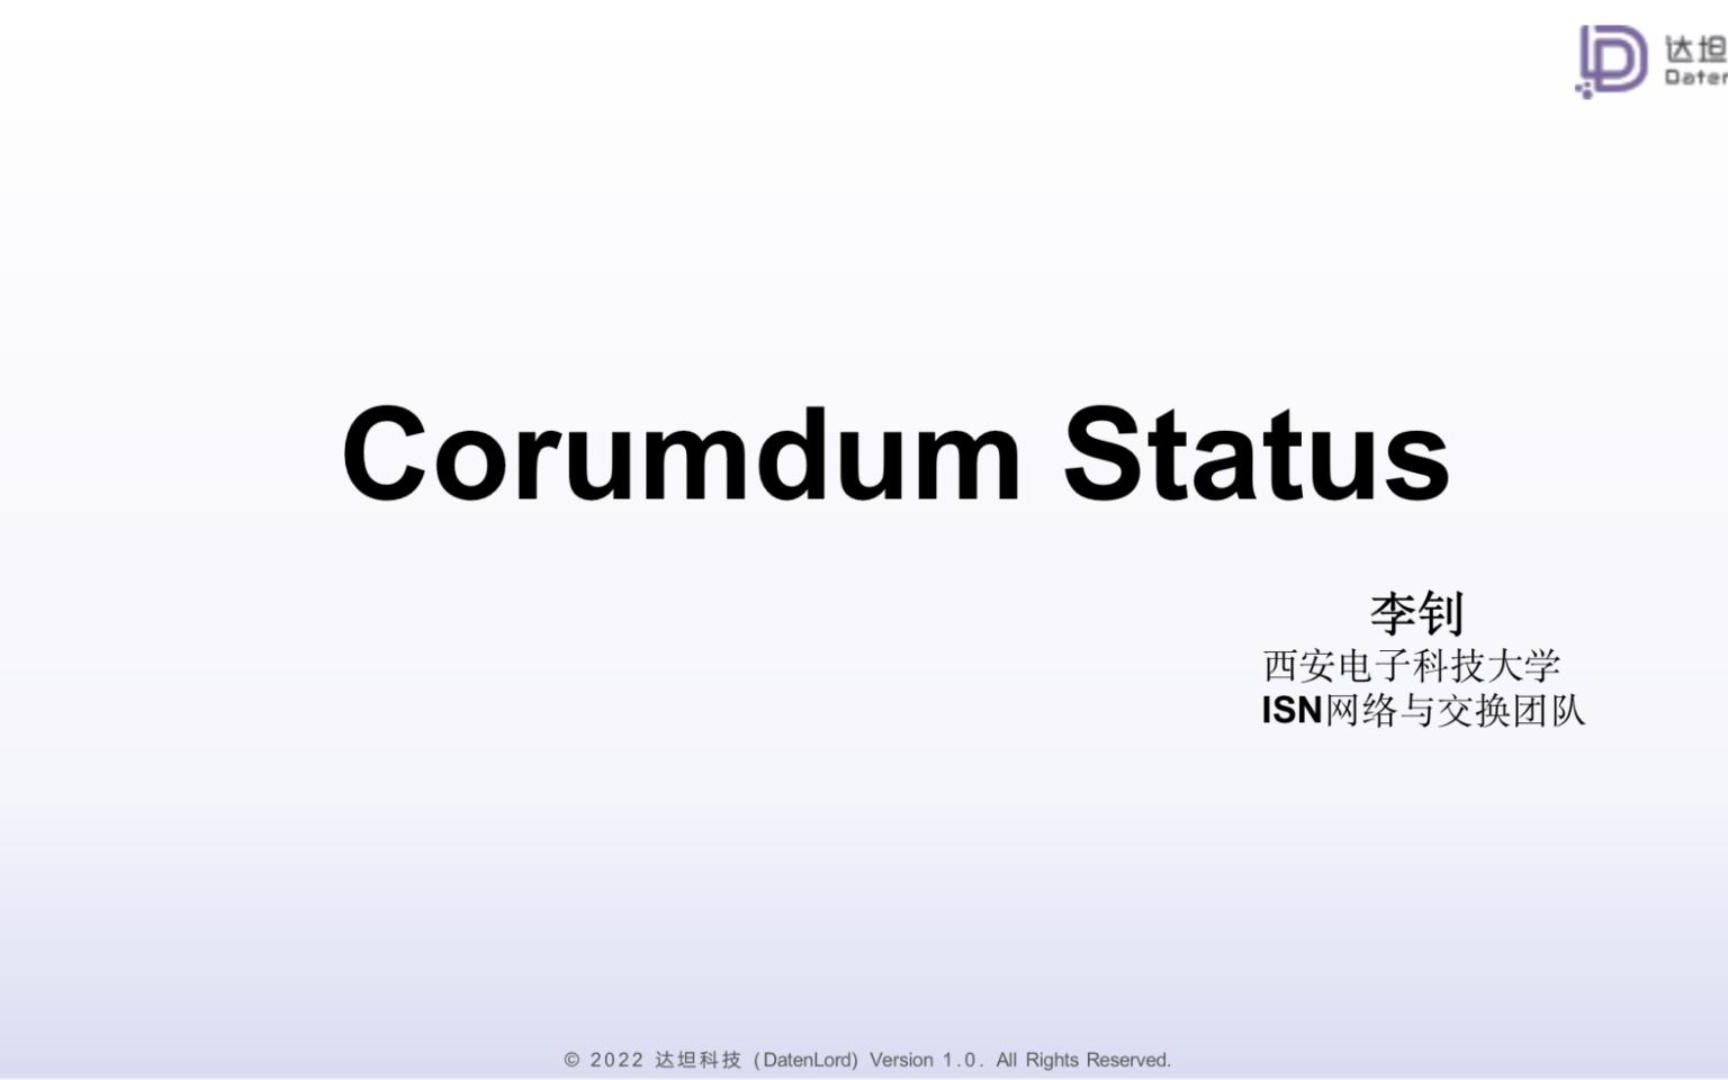 达坦
Daten
Corumdum Status
李钊
西安电子科技大学
ISN网络与交换团队
© 2022 达坦科技 (DatenLord) Version 1.0. All Rights Reserved.